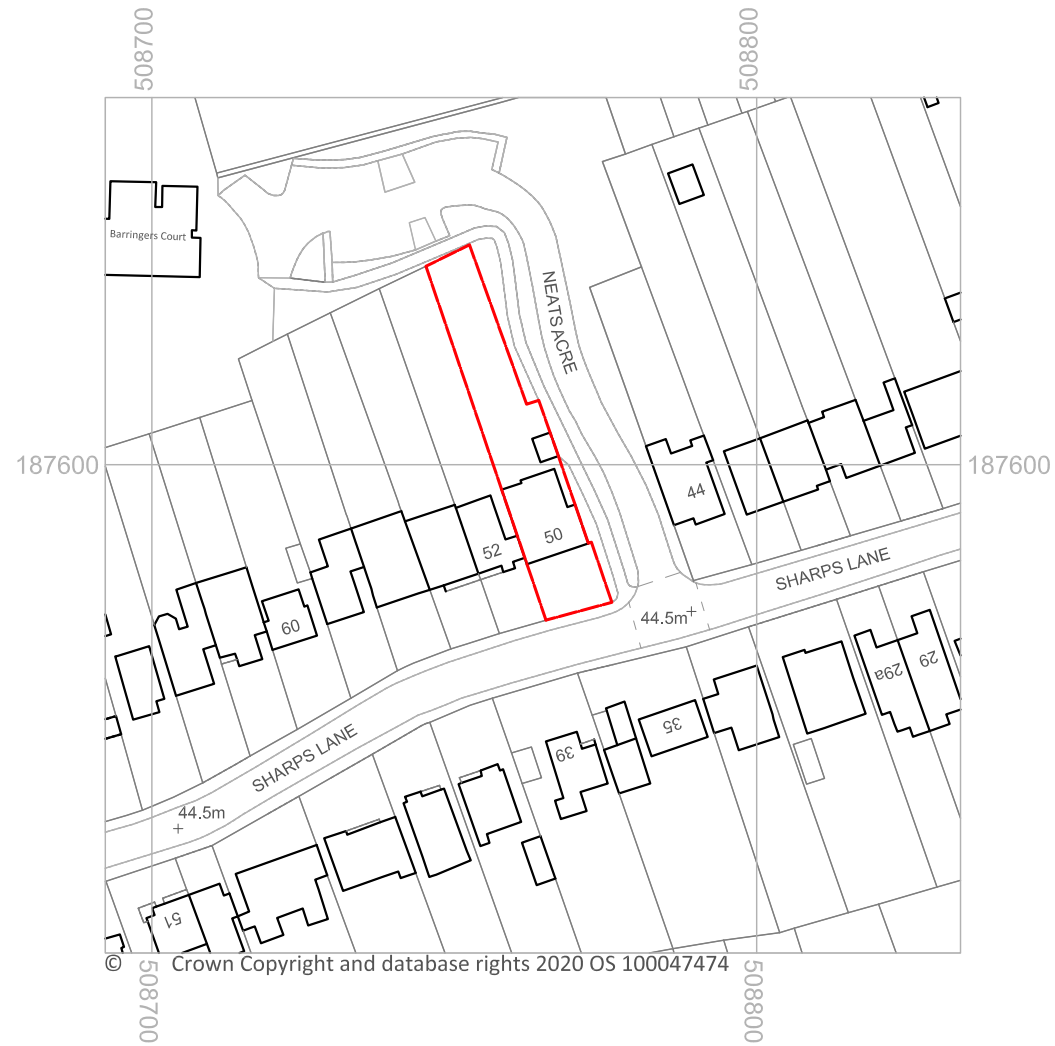 508700
508800
Barringers Court
NEATSACRE
187600
187600
44
50
52
60
SHARPS LANE
44.5m
29
29a
35
39
SHARPS LANE
44.5m
51
© Crown Copyright and database rights 2020 OS 100047474
508700
508800